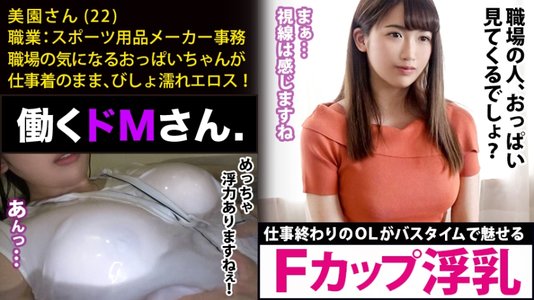 美園さん (22)
職業：スポーツ用品メーカー事務
職場の気になるおっぱいちゃんが
仕事着のまま、びしょ濡れエロス！
働くドMさん.
めっちゃ
浮力ありますねぇ！
あんっ…
職場の人、おっぱい
見てくるでしょ？
まぁ…
視線は感じますね
仕事終わりのOLがバスタイムで魅せる
Fカップ浮乳